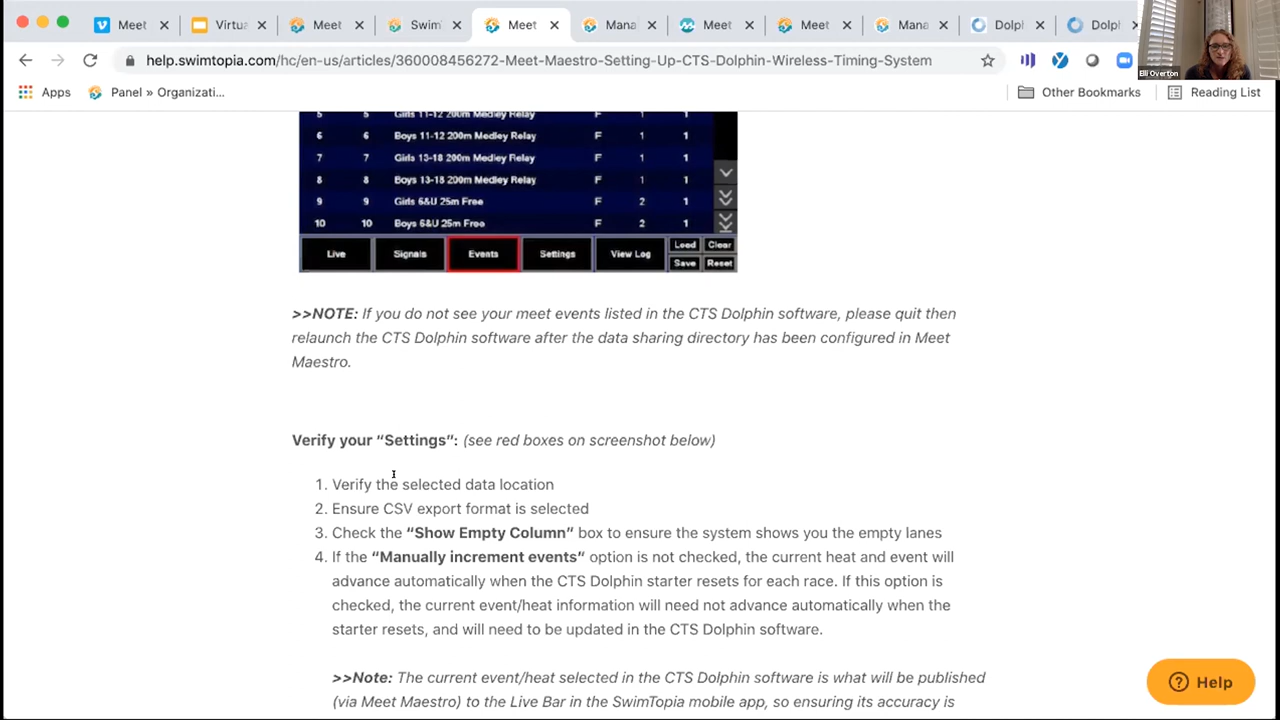 Meet
Virtua
Meet
Swim
Meet
Mana
Meet
Meet
Mana
Dolph
Dolph
help.swimtopia.com/hc/en-us/articles/360008456272-Meet-Maestro-Setting-Up-CTS-Dolphin-Wireless-Timing-System
Elli Overton
Apps Panel » Organizati... Other Bookmarks Reading List
5 5 Girls 11-12 200m Medley Relay F 1 1
6 6 Boys 11-12 200m Medley Relay F 1 1
7 7 Girls 13-18 200m Medley Relay F 1 1
8 8 Boys 13-18 200m Medley Relay F 1 1
9 9 Girls 6&U 25m Free F 2 1
10 10 Boys 6&U 25m Free F 2 1
Live Signals Events Settings View Log Load Clear
Save Reset
>>NOTE: If you do not see your meet events listed in the CTS Dolphin software, please quit then
relaunch the CTS Dolphin software after the data sharing directory has been configured in Meet
Maestro.
Verify your “Settings”: (see red boxes on screenshot below)
1. Verify the selected data location
2. Ensure CSV export format is selected
3. Check the “Show Empty Column” box to ensure the system shows you the empty lanes
4. If the “Manually increment events” option is not checked, the current heat and event will
advance automatically when the CTS Dolphin starter resets for each race. If this option is
checked, the current event/heat information will need not advance automatically when the
starter resets, and will need to be updated in the CTS Dolphin software.
>>Note: The current event/heat selected in the CTS Dolphin software is what will be published
(via Meet Maestro) to the Live Bar in the SwimTopia mobile app, so ensuring its accuracy is
Help